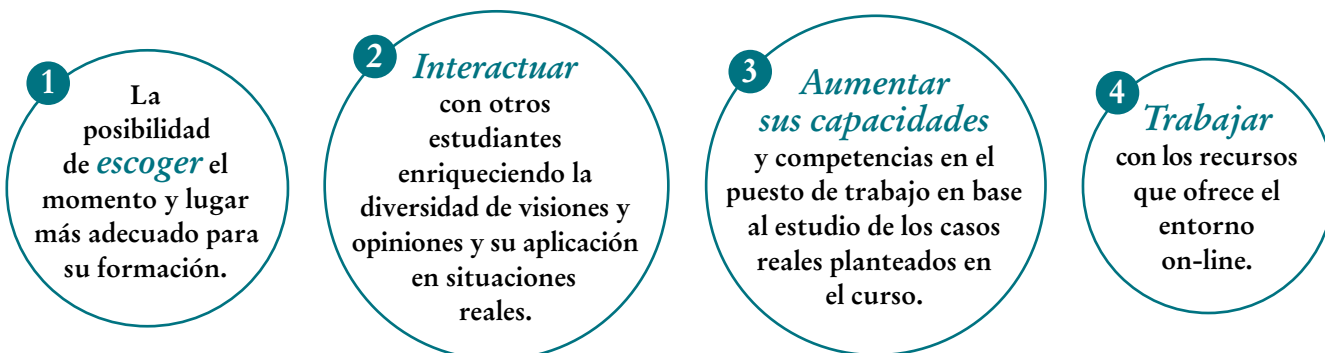 1
La
posibilidad
de escoger el
momento y lugar
más adecuado para
su formación.
2
Interactuar
con otros
estudiantes
enriqueciendo la
diversidad de visiones y
opiniones y su aplicación
en situaciones
reales.
3
Aumentar
sus capacidades
y competencias en el
puesto de trabajo en base
al estudio de los casos
reales planteados en
el curso.
4
Trabajar
con los recursos
que ofrece el
entorno
on-line.